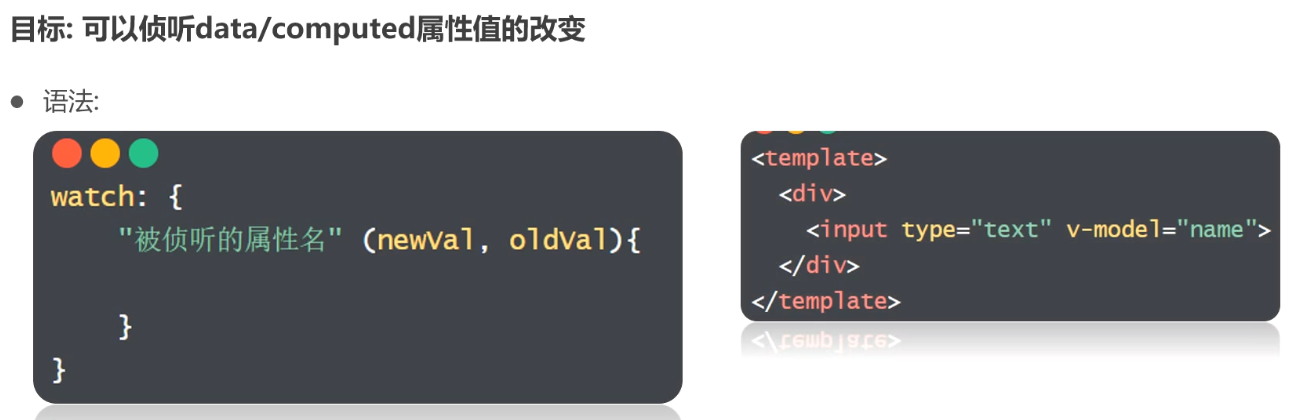 目标: 可以侦听data/computed属性值的改变
● 语法:
watch: {
"被侦听的属性名" (newVal, oldVal){
}
}
<template>
<div>
<input type="text" v-model="name">
</div>
</template>